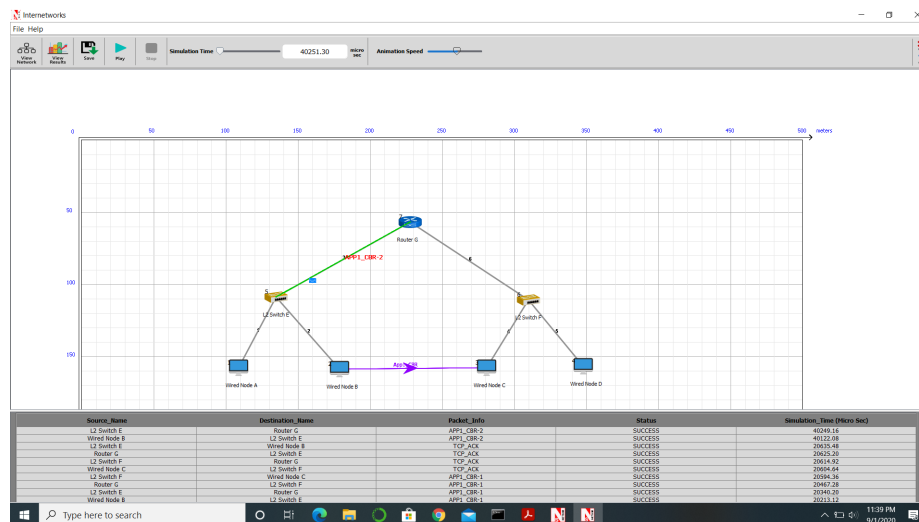 Internetworks
File Help
View Network View Results Save Play Stop Simulation Time 40251.30 micro sec Animation Speed
0 50 100 150 200 250 300 350 400 450 500 meters
50
7
Router G
APP1_CBR-2
6
100
5
L2 Switch E
L2 Switch F
2
5
150
App1_CBR
Wired Node A
Wired Node B
Wired Node C
Wired Node D
Source_Name Destination_Name Packet_Info Status Simulation_Time (Micro Sec)
L2 Switch E Router G APP1_CBR-2 SUCCESS 40249.16
Wired Node B L2 Switch E APP1_CBR-2 SUCCESS 40122.08
L2 Switch E Wired Node B TCP_ACK SUCCESS 20635.48
Router G L2 Switch E TCP_ACK SUCCESS 20625.20
L2 Switch F Router G TCP_ACK SUCCESS 20614.92
Wired Node C L2 Switch F TCP_ACK SUCCESS 20604.64
L2 Switch F Wired Node C APP1_CBR-1 SUCCESS 20594.36
Router G L2 Switch F APP1_CBR-1 SUCCESS 20467.28
L2 Switch E Router G APP1_CBR-1 SUCCESS 20340.20
Wired Node B L2 Switch E APP1_CBR-1 SUCCESS 20213.12
Type here to search
11:39 PM
9/1/2020